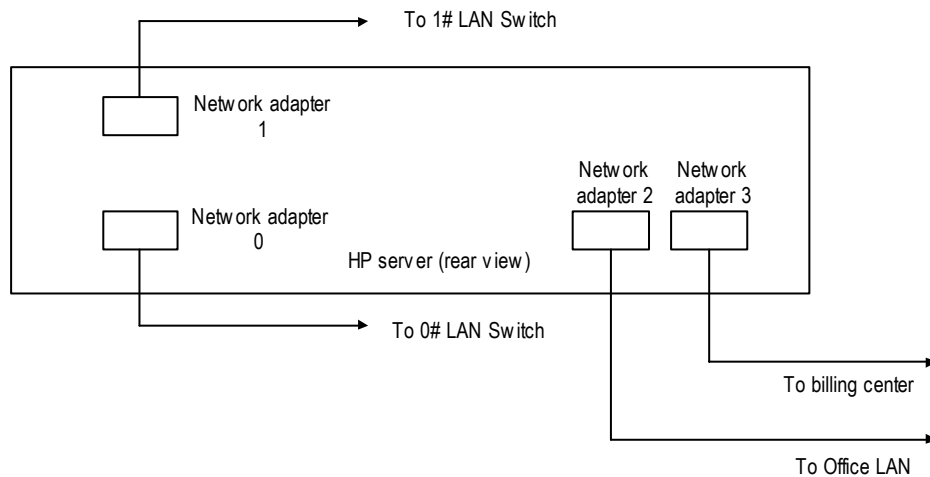 To 1# LAN Switch
Network adapter
1
Network
adapter 2
Network
adapter 3
Network adapter
0
HP server (rear view)
To 0# LAN Switch
To billing center
To Office LAN